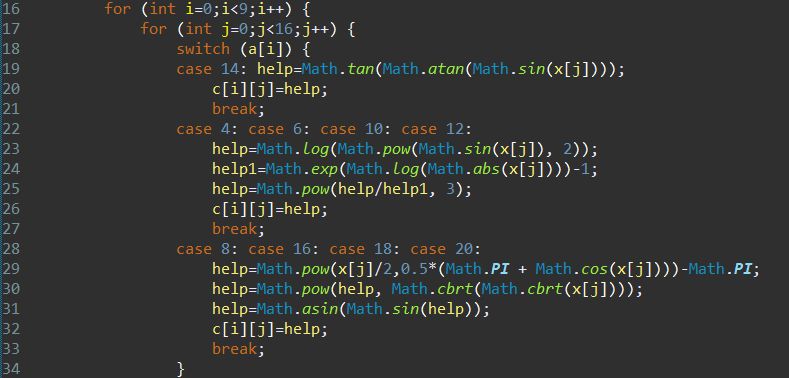 16 for (int i=0;i<9;i++) {
17 for (int j=0;j<16;j++) {
18 switch (a[i]) {
19 case 14: help=Math.tan(Math.atan(Math.sin(x[j])));
20 c[i][j]=help;
21 break;
22 case 4: case 6: case 10: case 12:
23 help=Math.log(Math.pow(Math.sin(x[j]), 2));
24 help1=Math.exp(Math.log(Math.abs(x[j])))-1;
25 help=Math.pow(help/help1, 3);
26 c[i][j]=help;
27 break;
28 case 8: case 16: case 18: case 20:
29 help=Math.pow(x[j]/2,0.5*(Math.PI + Math.cos(x[j])))-Math.PI;
30 help=Math.pow(help, Math.cbrt(Math.cbrt(x[j])));
31 help=Math.asin(Math.sin(help));
32 c[i][j]=help;
33 break;
34 }